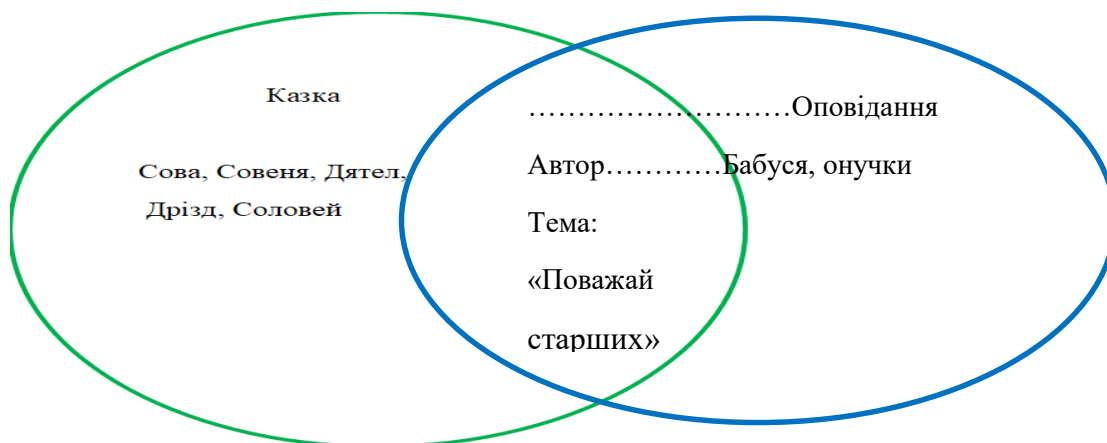 Казка
Сова, Совеня, Дятел,
Дрізд, Соловей
…………………………Оповідання
Автор…………Бабуся, онучки
Тема:
«Поважай
старших»